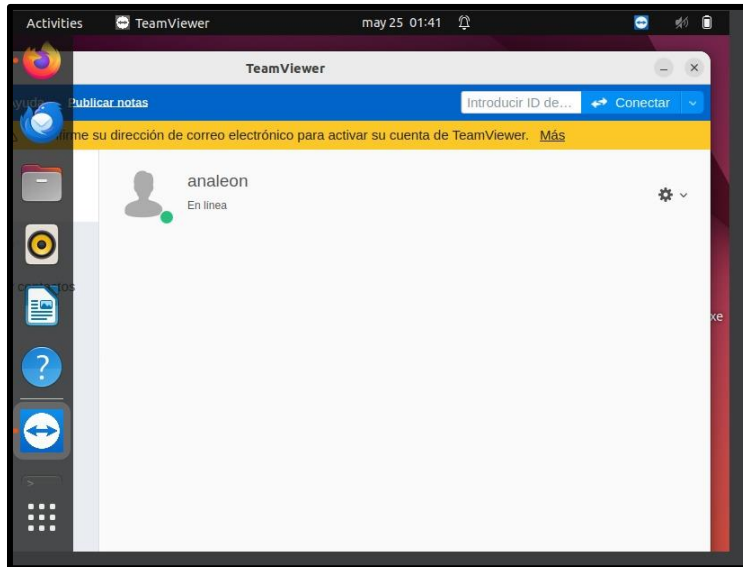 Activities TeamViewer may 25 01:41
TeamViewer
Publicar notas Introducir ID de... Conectar
su dirección de correo electrónico para activar su cuenta de TeamViewer. Más
analeon
En línea
xe